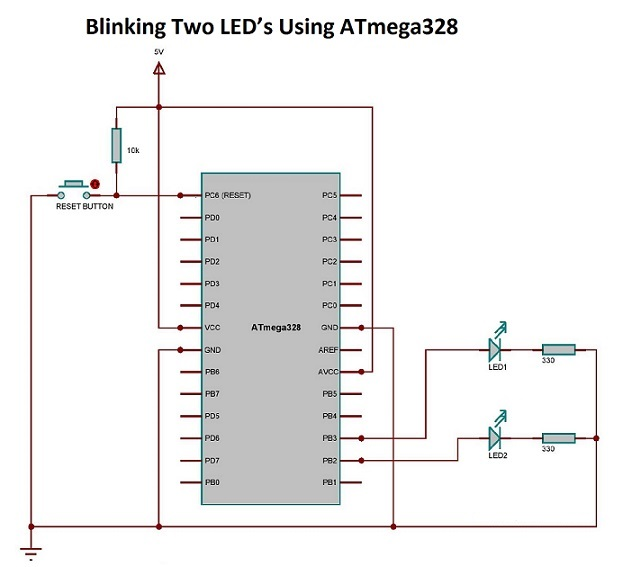 Blinking Two LED’s Using ATmega328
5V
10k
RESET BUTTON
PC6 (RESET)
PD0
PD1
PD2
PD3
PD4
VCC
GND
PB6
PB7
PD5
PD6
PD7
PB0
ATmega328
PC5
PC4
PC3
PC2
PC1
PC0
GND
AREF
AVCC
PB5
PB4
PB3
PB2
PB1
LED1
330
LED2
330